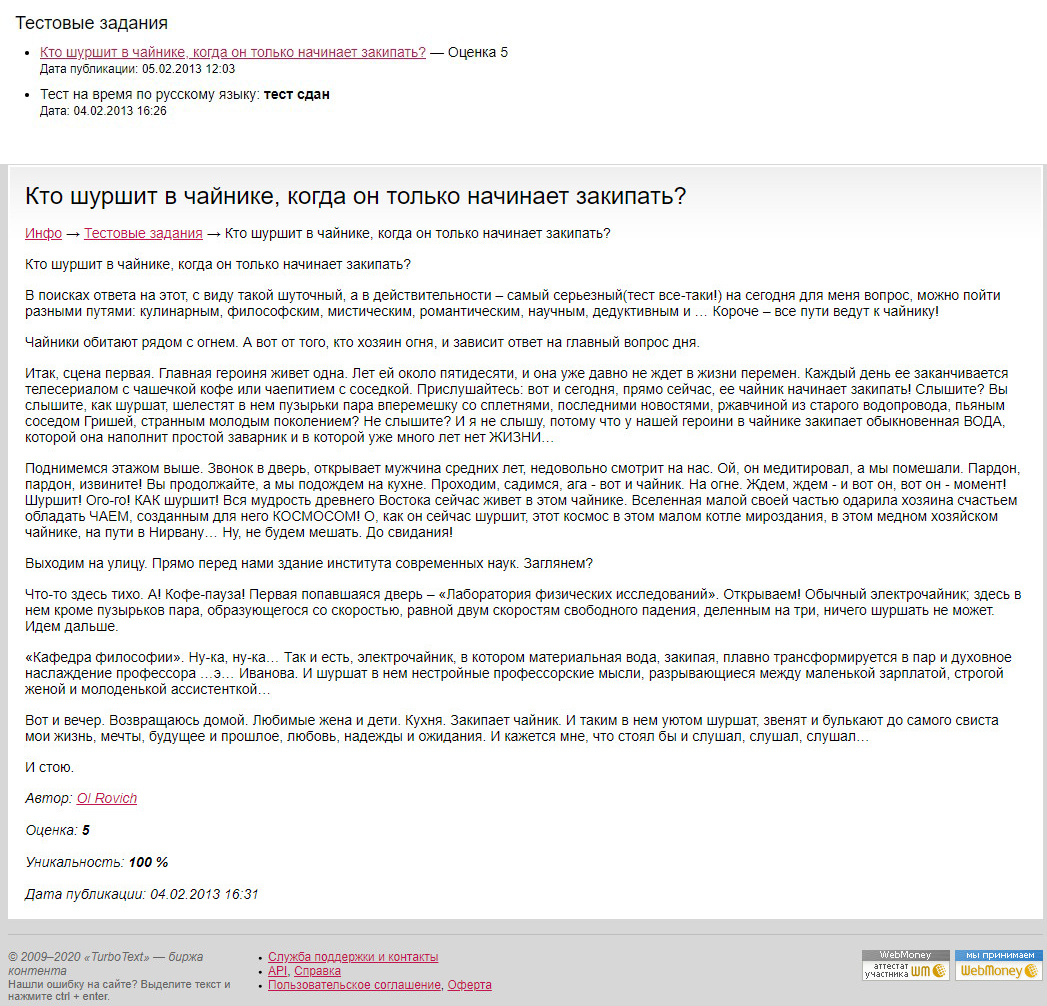 Тестовые задания
Кто шуршит в чайнике, когда он только начинает закипать? — Оценка 5
Дата публикации: 05.02.2013 12:03
Тест на время по русскому языку: тест сдан
Дата: 04.02.2013 16:26
Кто шуршит в чайнике, когда он только начинает закипать?
Инфо → Тестовые задания → Кто шуршит в чайнике, когда он только начинает закипать?
Кто шуршит в чайнике, когда он только начинает закипать?
В поисках ответа на этот, с виду такой шуточный, а в действительности – самый серьезный(тест все-таки!) на сегодня для меня вопрос, можно пойти
разными путями: кулинарным, философским, мистическим, романтическим, научным, дедуктивным и … Короче – все пути ведут к чайнику!
Чайники обитают рядом с огнем. А вот от того, кто хозяин огня, и зависит ответ на главный вопрос дня.
Итак, сцена первая. Главная героиня живет одна. Лет ей около пятидесяти, и она уже давно не ждет в жизни перемен. Каждый день ее заканчивается
телесериалом с чашечкой кофе или чаепитием с соседкой. Прислушайтесь: вот и сегодня, прямо сейчас, ее чайник начинает закипать! Слышите? Вы
слышите, как шуршат, шелестят в нем пузырьки пара вперемешку со сплетнями, последними новостями, ржавчиной из старого водопровода, пьяным
соседом Гришей, странным молодым поколением? Не слышите? И я не слышу, потому что у нашей героини в чайнике закипает обыкновенная ВОДА,
которой она наполнит простой заварник и в которой уже много лет нет ЖИЗНИ…
Поднимемся этажом выше. Звонок в дверь, открывает мужчина средних лет, недовольно смотрит на нас. Ой, он медитировал, а мы помешали. Пардон,
пардон, извините! Вы продолжайте, а мы подождем на кухне. Проходим, садимся, ага - вот и чайник. На огне. Ждем, ждем - и вот он, вот он - момент!
Шуршит! Ого-го! КАК шуршит! Вся мудрость древнего Востока сейчас живет в этом чайнике. Вселенная малой своей частью одарила хозяина счастьем
обладать ЧАЕМ, созданным для него КОСМОСОМ! О, как он сейчас шуршит, этот космос в этом малом котле мироздания, в этом медном хозяйском
чайнике, на пути в Нирвану… Ну, не будем мешать. До свидания!
Выходим на улицу. Прямо перед нами здание института современных наук. Заглянем?
Что-то здесь тихо. А! Кофе-пауза! Первая попавшаяся дверь – «Лаборатория физических исследований». Открываем! Обычный электрочайник; здесь в
нем кроме пузырьков пара, образующегося со скоростью, равной двум скоростям свободного падения, деленным на три, ничего шуршать не может.
Идем дальше.
«Кафедра философии». Ну-ка, ну-ка… Так и есть, электрочайник, в котором материальная вода, закипая, плавно трансформируется в пар и духовное
наслаждение профессора …э… Иванова. И шуршат в нем нестройные профессорские мысли, разрывающиеся между маленькой зарплатой, строгой
женой и молоденькой ассистенткой…
Вот и вечер. Возвращаюсь домой. Любимые жена и дети. Кухня. Закипает чайник. И таким в нем уютом шуршат, звенят и булькают до самого свиста
мои жизнь, мечты, будущее и прошлое, любовь, надежды и ожидания. И кажется мне, что стоял бы и слушал, слушал, слушал…
И стою.
Автор: Ol Rovich
Оценка: 5
Уникальность: 100 %
Дата публикации: 04.02.2013 16:31
© 2009–2020 «TurboText» — биржа
контента
Нашли ошибку на сайте? Выделите текст и
нажмите ctrl + enter.
Служба поддержки и контакты
API, Справка
Пользовательское соглашение, Оферта
WebMoney
аттестат
участника WM
мы принимаем
WebMoney